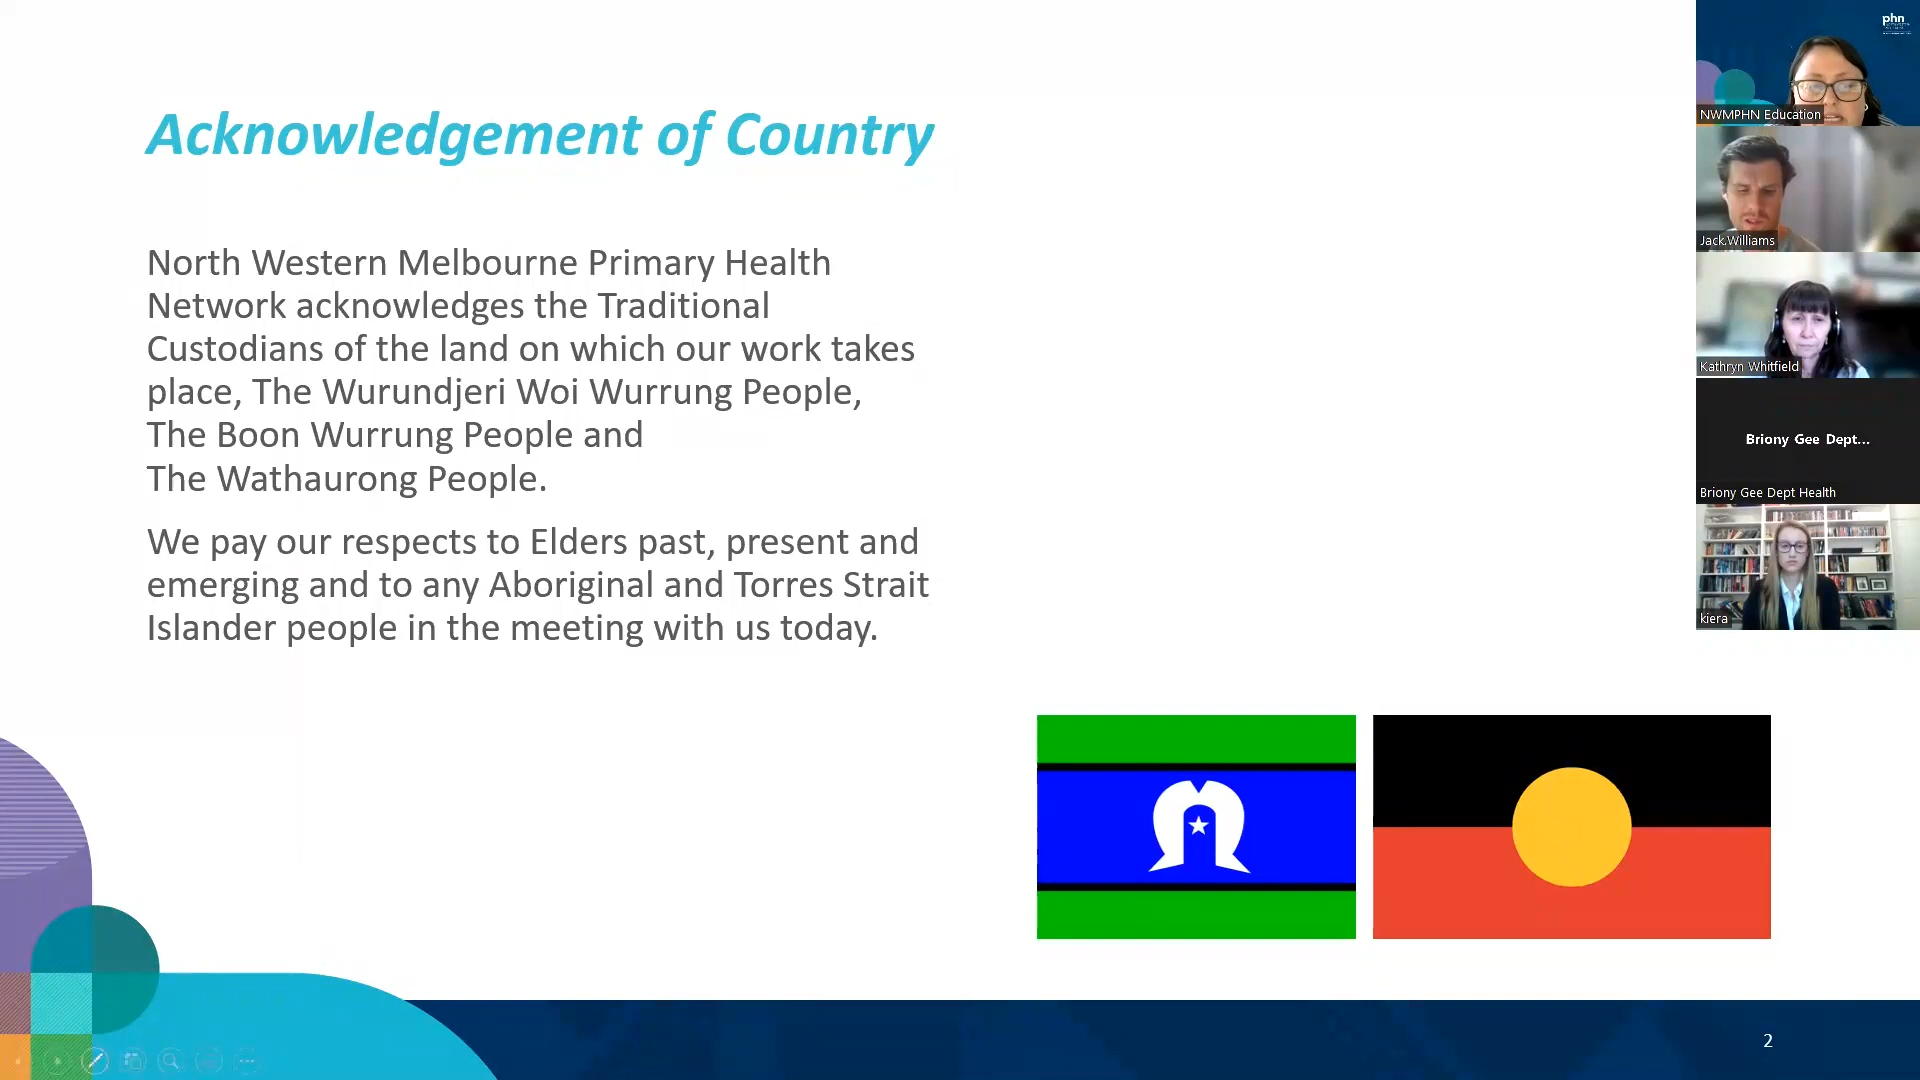 Acknowledgement of Country
North Western Melbourne Primary Health
Network acknowledges the Traditional
Custodians of the land on which our work takes
place, The Wurundjeri Woi Wurrung People,
The Boon Wurrung People and
The Wathaurong People.
We pay our respects to Elders past, present and
emerging and to any Aboriginal and Torres Strait
Islander people in the meeting with us today.
2
phn
NWMPHN Education
Jack.Williams
Kathryn Whitfield
Briony Gee Dept...
Briony Gee Dept Health
kiera